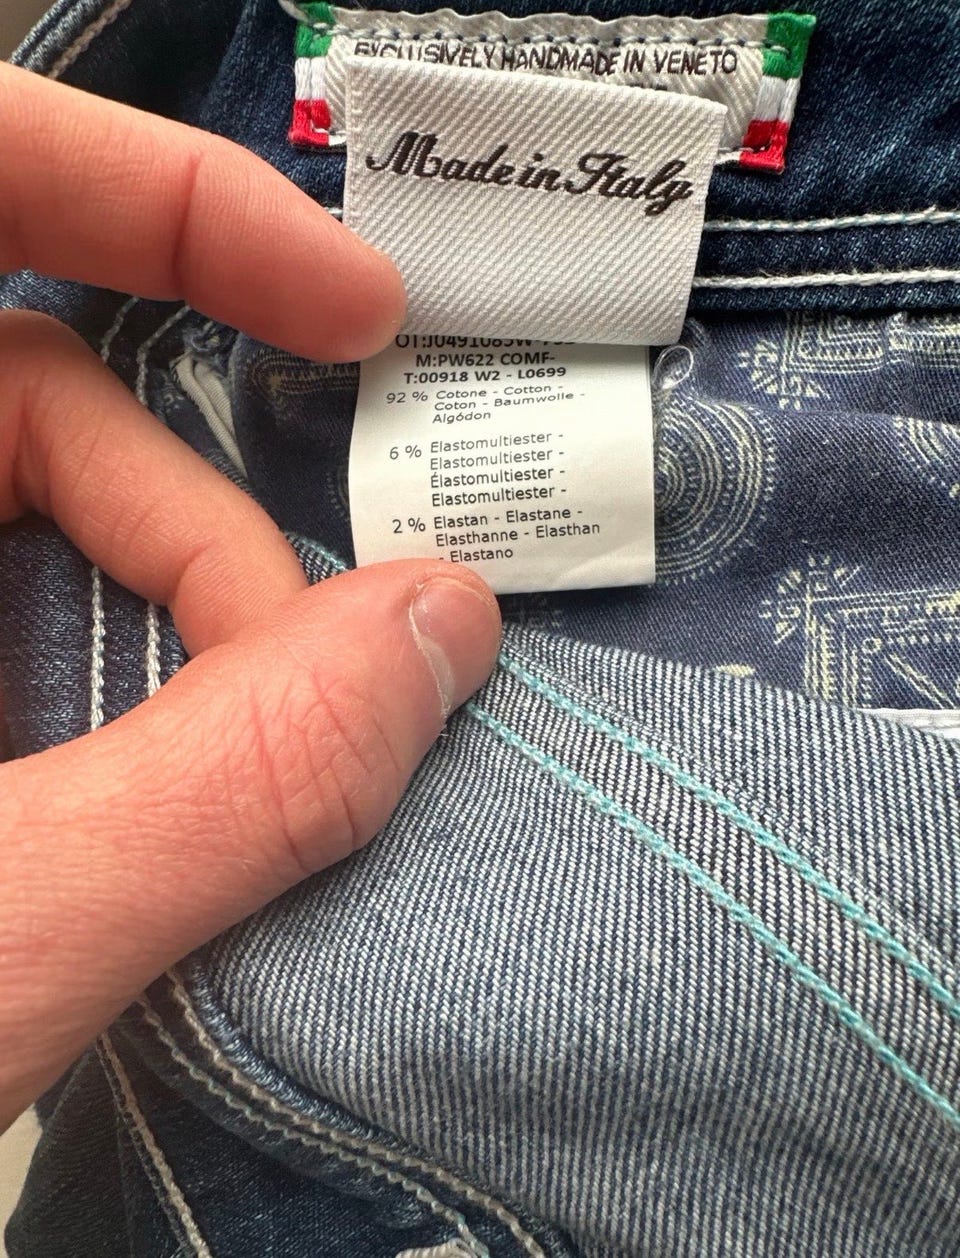 EXCLUSIVELY HANDMADE IN VENETO
Made in Italy
M:PW622 COMF-
T:00918 W2 - L0699
92 % Cotone - Cotton -
Coton - Baumwolle -
Algódon
6 % Elastomultiester -
Elastomultiester -
Élastomultiester -
Elastomultiester -
2 % Elastan - Elastane -
Elasthanne - Elasthan
- Elastano